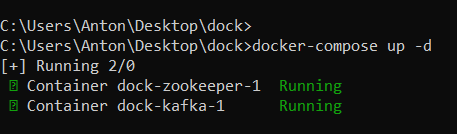 C:\Users\Anton\Desktop\dock>
C:\Users\Anton\Desktop\dock>docker-compose up -d
[+] Running 2/0
Container dock-zookeeper-1 Running
Container dock-kafka-1 Running